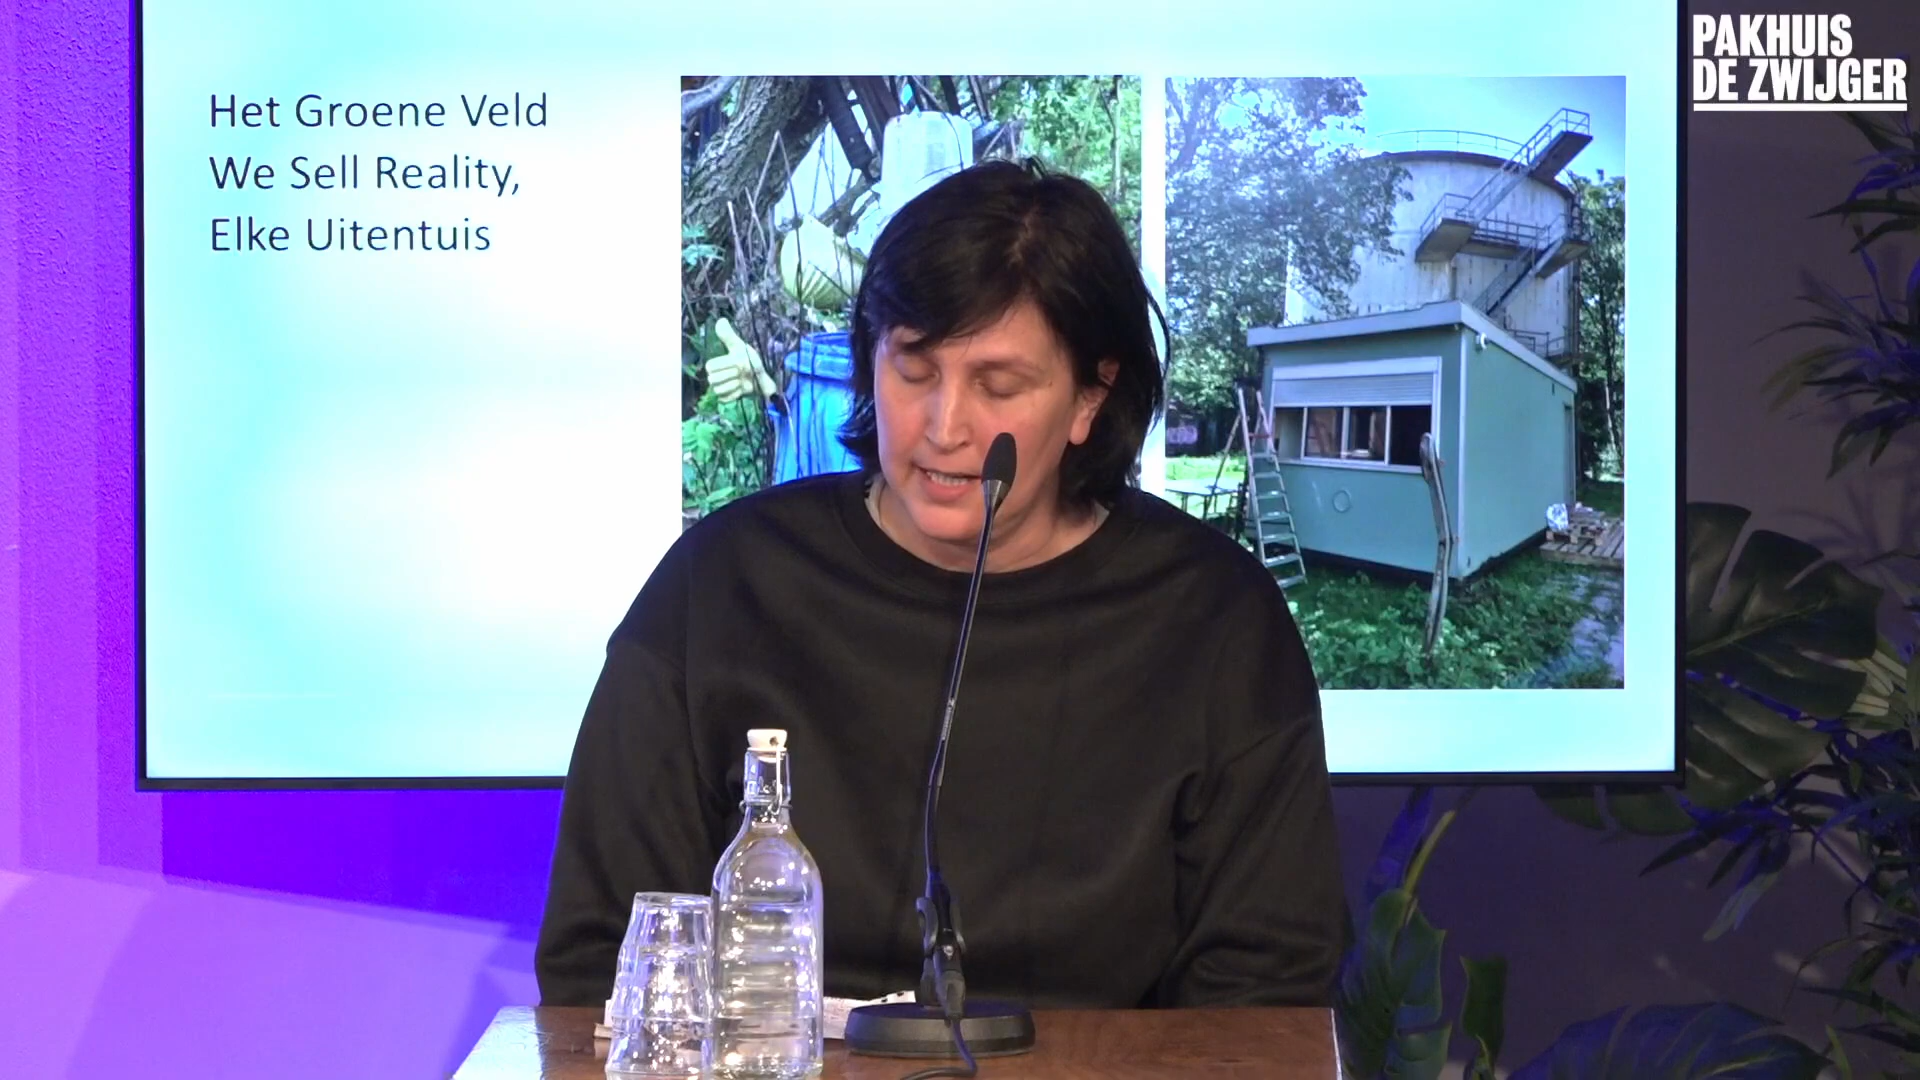 Het Groene Veld
We Sell Reality,
Elke Uitentuis
PAKHUIS
DE ZWIJGER